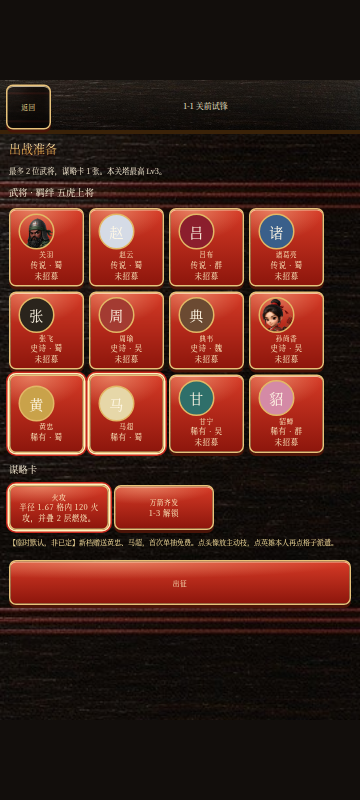 返回
1-1 关前试锋
出战准备
最多 2 位武将，谋略卡 1 张。本关塔最高 Lv3。
武将 · 羁绊 五虎上将
关羽
传说 · 蜀
未招募
赵
赵云
传说 · 蜀
未招募
吕
吕布
传说 · 群
未招募
诸
诸葛亮
传说 · 蜀
未招募
张
张飞
史诗 · 蜀
未招募
周
周瑜
史诗 · 吴
未招募
典
典韦
史诗 · 魏
未招募
孙尚香
史诗 · 吴
未招募
黄
黄忠
稀有 · 蜀
马
马超
稀有 · 蜀
甘
甘宁
稀有 · 吴
未招募
貂
貂蝉
稀有 · 群
未招募
谋略卡
火攻
半径 1.67 格内 120 火
攻，并叠 2 层燃烧。
万箭齐发
1-3 解锁
【临时默认，非已定】新档赠送黄忠、马超，首次单抽免费。点头像放主动技，点英雄本人再点格子派遣。
出征